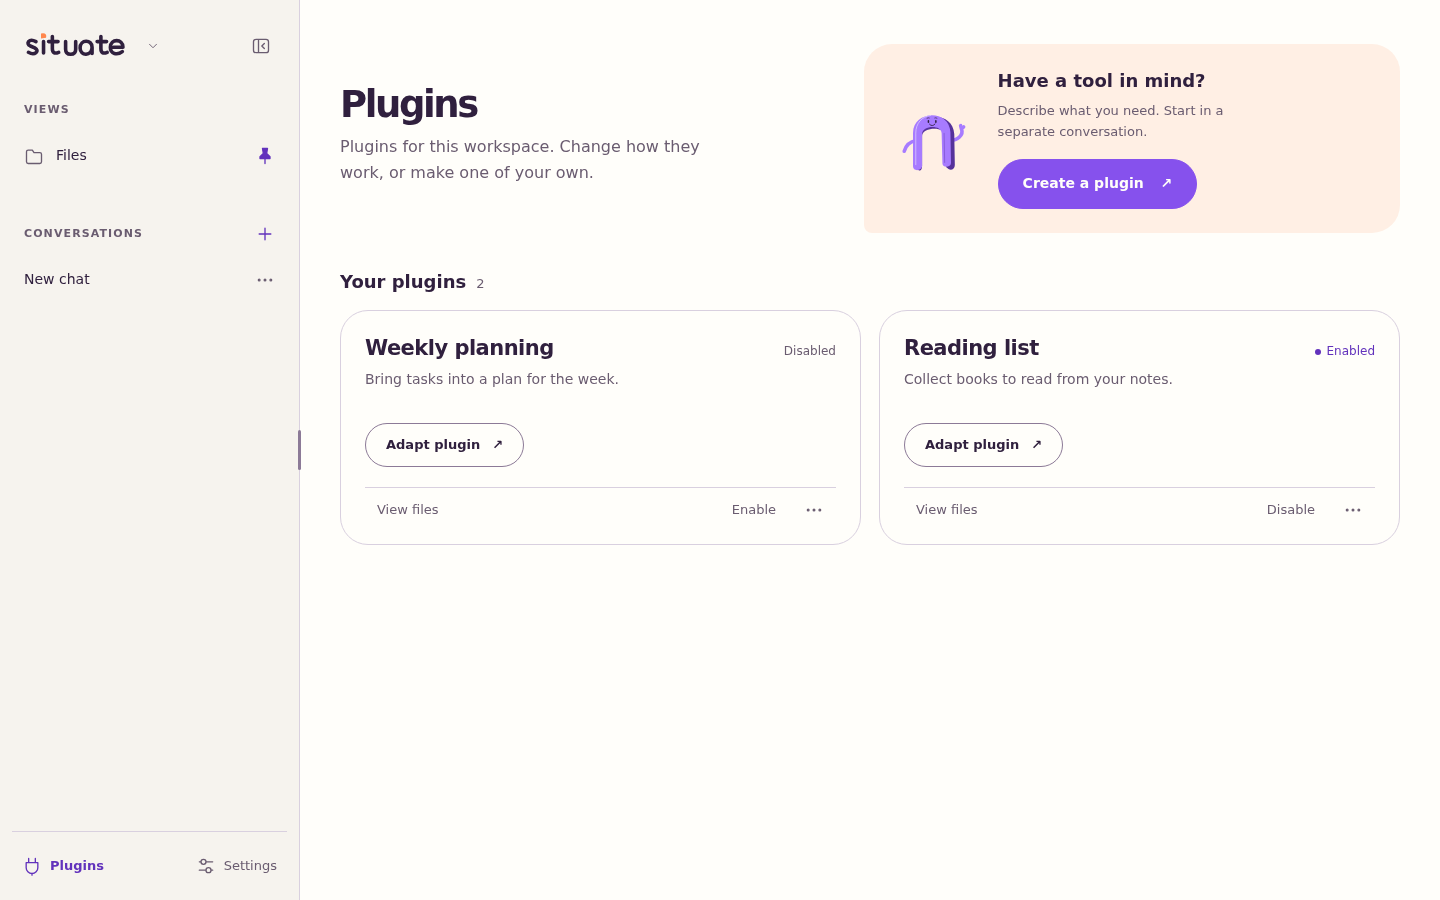 situate
VIEWS
Files
CONVERSATIONS
New chat
Plugins
Settings
Plugins
Plugins for this workspace. Change how they
work, or make one of your own.
Have a tool in mind?
Describe what you need. Start in a
separate conversation.
Create a plugin ↗
Your plugins 2
Weekly planning
Disabled
Bring tasks into a plan for the week.
Adapt plugin ↗
View files
Enable
Reading list
Enabled
Collect books to read from your notes.
Adapt plugin ↗
View files
Disable